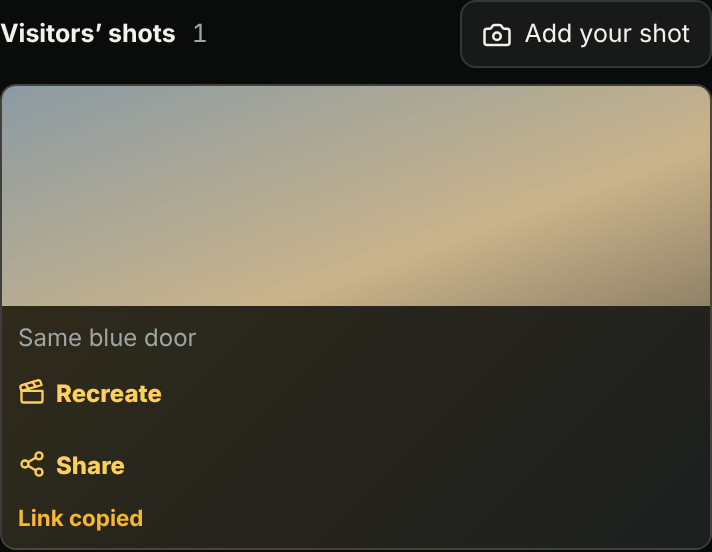 Visitors’ shots 1
Add your shot
Same blue door
Recreate
Share
Link copied